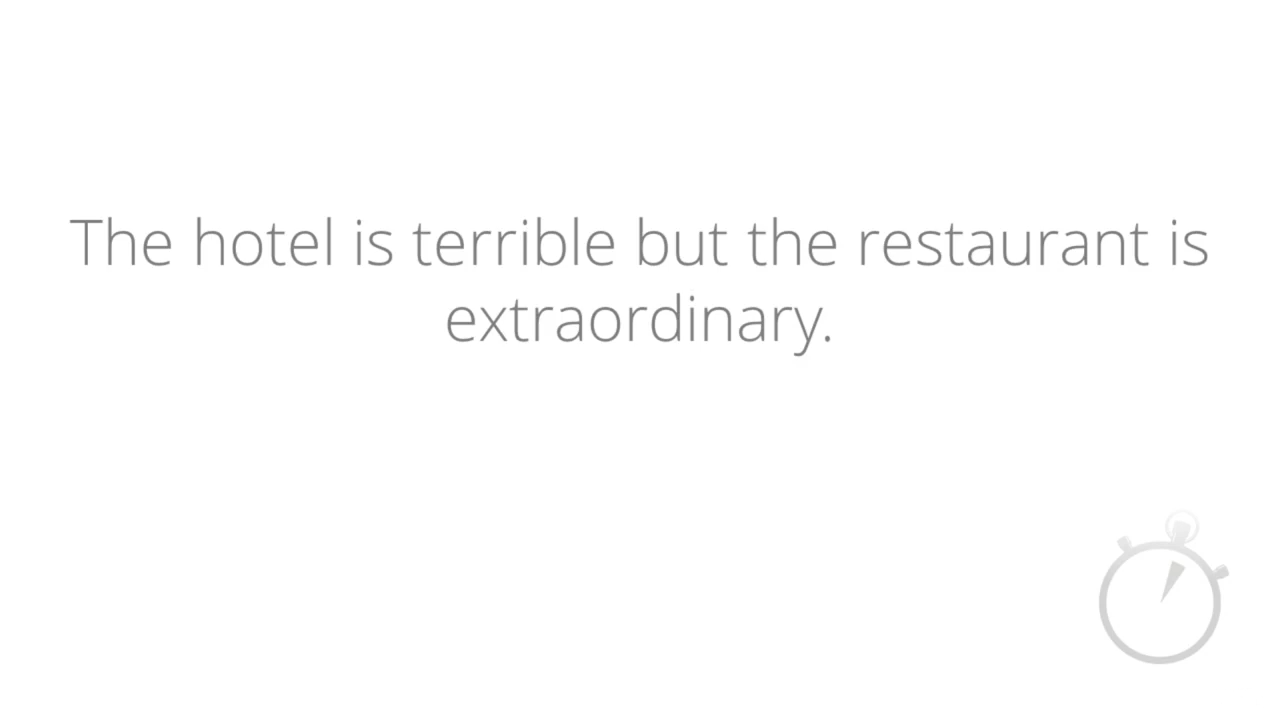 The hotel is terrible but the restaurant is
extraordinary.